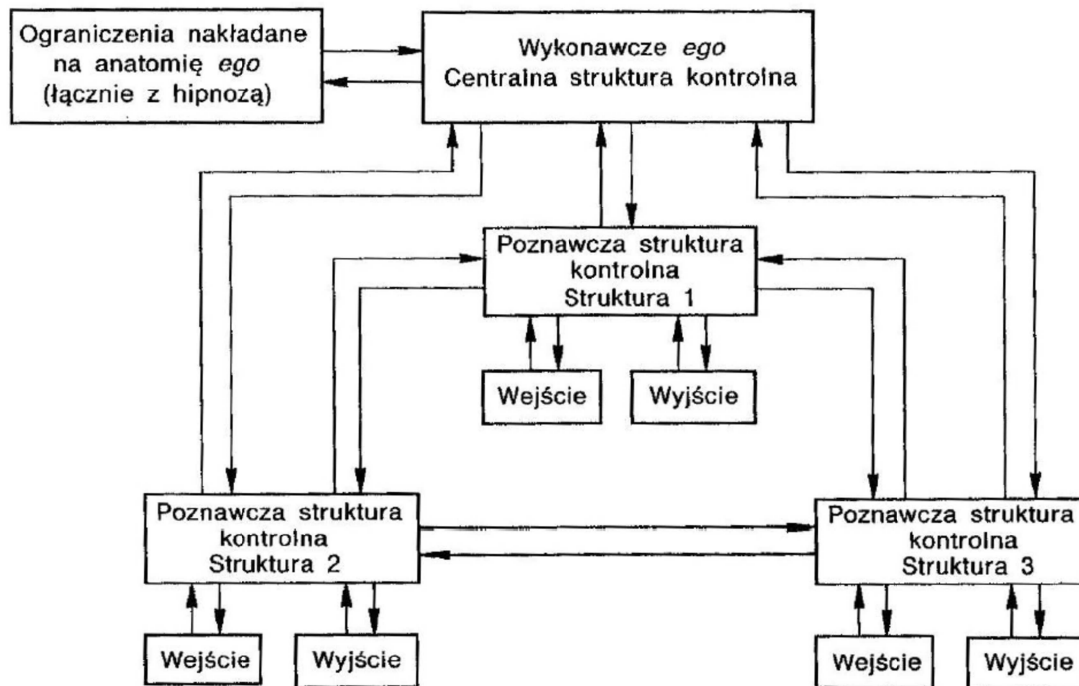 Ograniczenia nakładane
na anatomię ego
(łącznie z hipnozą)
Wykonawcze ego
Centralna struktura kontrolna
Poznawcza struktura
kontrolna
Struktura 1
Wejście
Wyjście
Poznawcza struktura
kontrolna
Struktura 2
Poznawcza struktura
kontrolna
Struktura 3
Wejście
Wyjście
Wejście
Wyjście